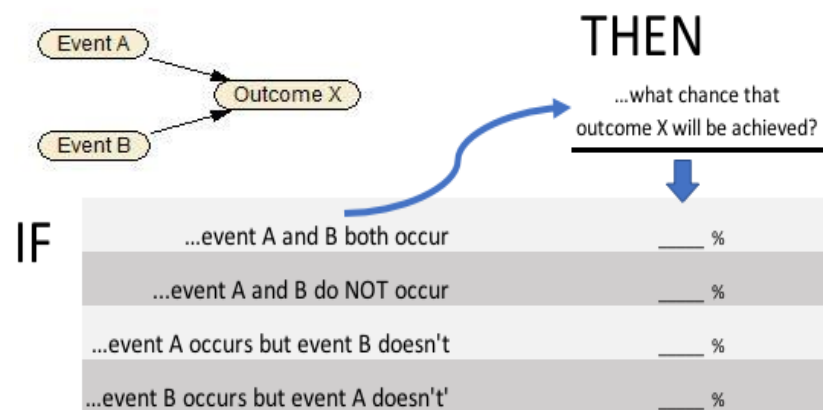 Event A
Outcome X
Event B
THEN
...what chance that
outcome X will be achieved?
IF
...event A and B both occur ____ %
...event A and B do NOT occur ____ %
...event A occurs but event B doesn't ____ %
...event B occurs but event A doesn't' ____ %